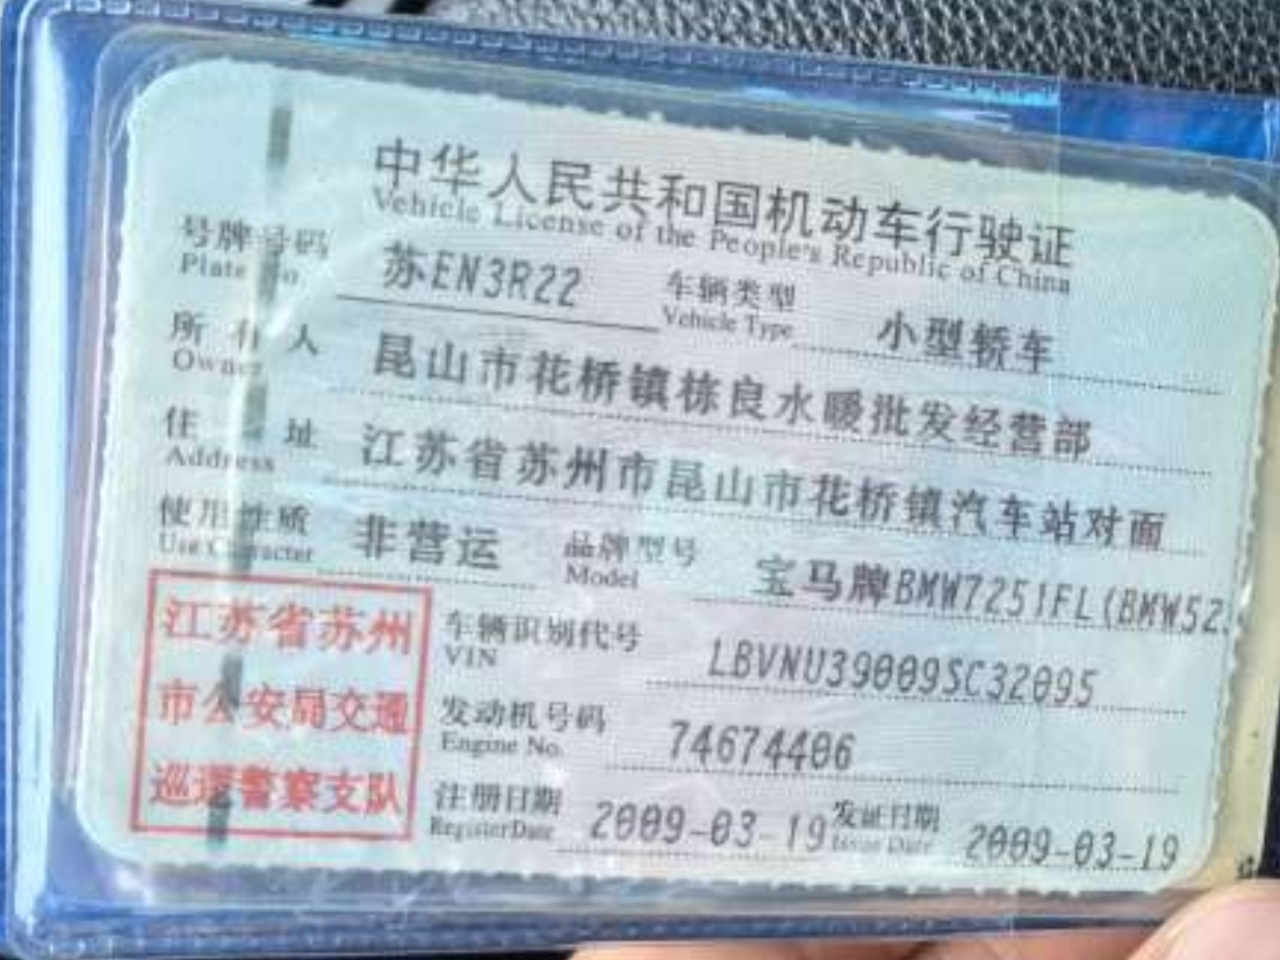 中华人民共和国机动车行驶证
Vehicle License of the People's Republic of China
号牌号码 苏EN3R22 车辆类型 小型轿车
Plate No. Vehicle Type
所有人 昆山市花桥镇栋良水暖批发经营部
Owner
住址 江苏省苏州市昆山市花桥镇汽车站对面
Address
使用性质 非营运 品牌型号 宝马牌BMW7251FL(BMW52
Use Character Model
江苏省苏州
市公安局交通
巡逻警察支队
车辆识别代号 LBVNU39009SC32095
VIN
发动机号码 74674406
Engine No.
注册日期 2009-03-19 发证日期 2009-03-19
Register Date Issue Date